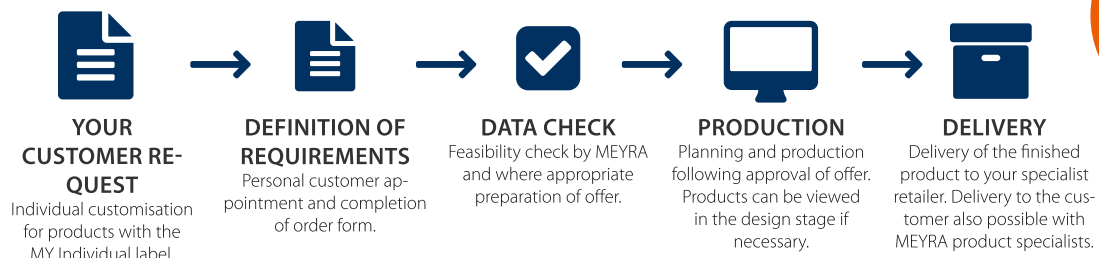 YOUR
CUSTOMER RE-
QUEST
Individual customisation
for products with the
MY Individual label
DEFINITION OF
REQUIREMENTS
Personal customer ap-
pointment and completion
of order form.
DATA CHECK
Feasibility check by MEYRA
and where appropriate
preparation of offer.
PRODUCTION
Planning and production
following approval of offer.
Products can be viewed
in the design stage if
necessary.
DELIVERY
Delivery of the finished
product to your specialist
retailer. Delivery to the cus-
tomer also possible with
MEYRA product specialists.